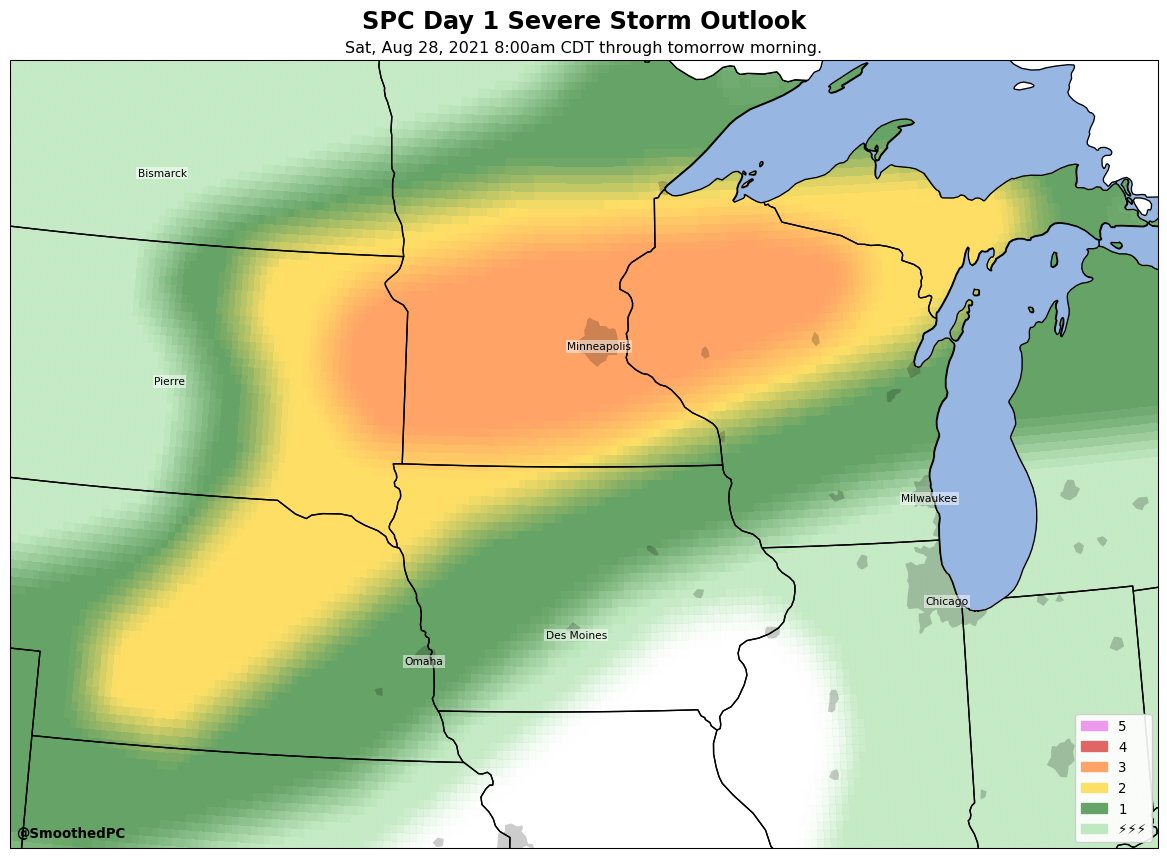 SPC Day 1 Severe Storm Outlook
Sat, Aug 28, 2021 8:00am CDT through tomorrow morning.
Bismarck
Minneapolis
Pierre
Milwaukee
Chicago
Des Moines
Omaha
5
4
3
2
1
⚡⚡⚡
@SmoothedPC